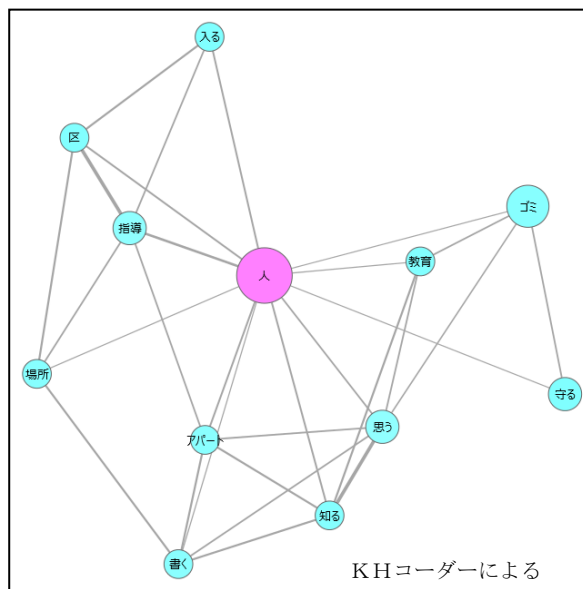 入る
区
ゴミ
指導
教育
人
場所
守る
思う
アパート
知る
書く
ＫＨコーダーによる